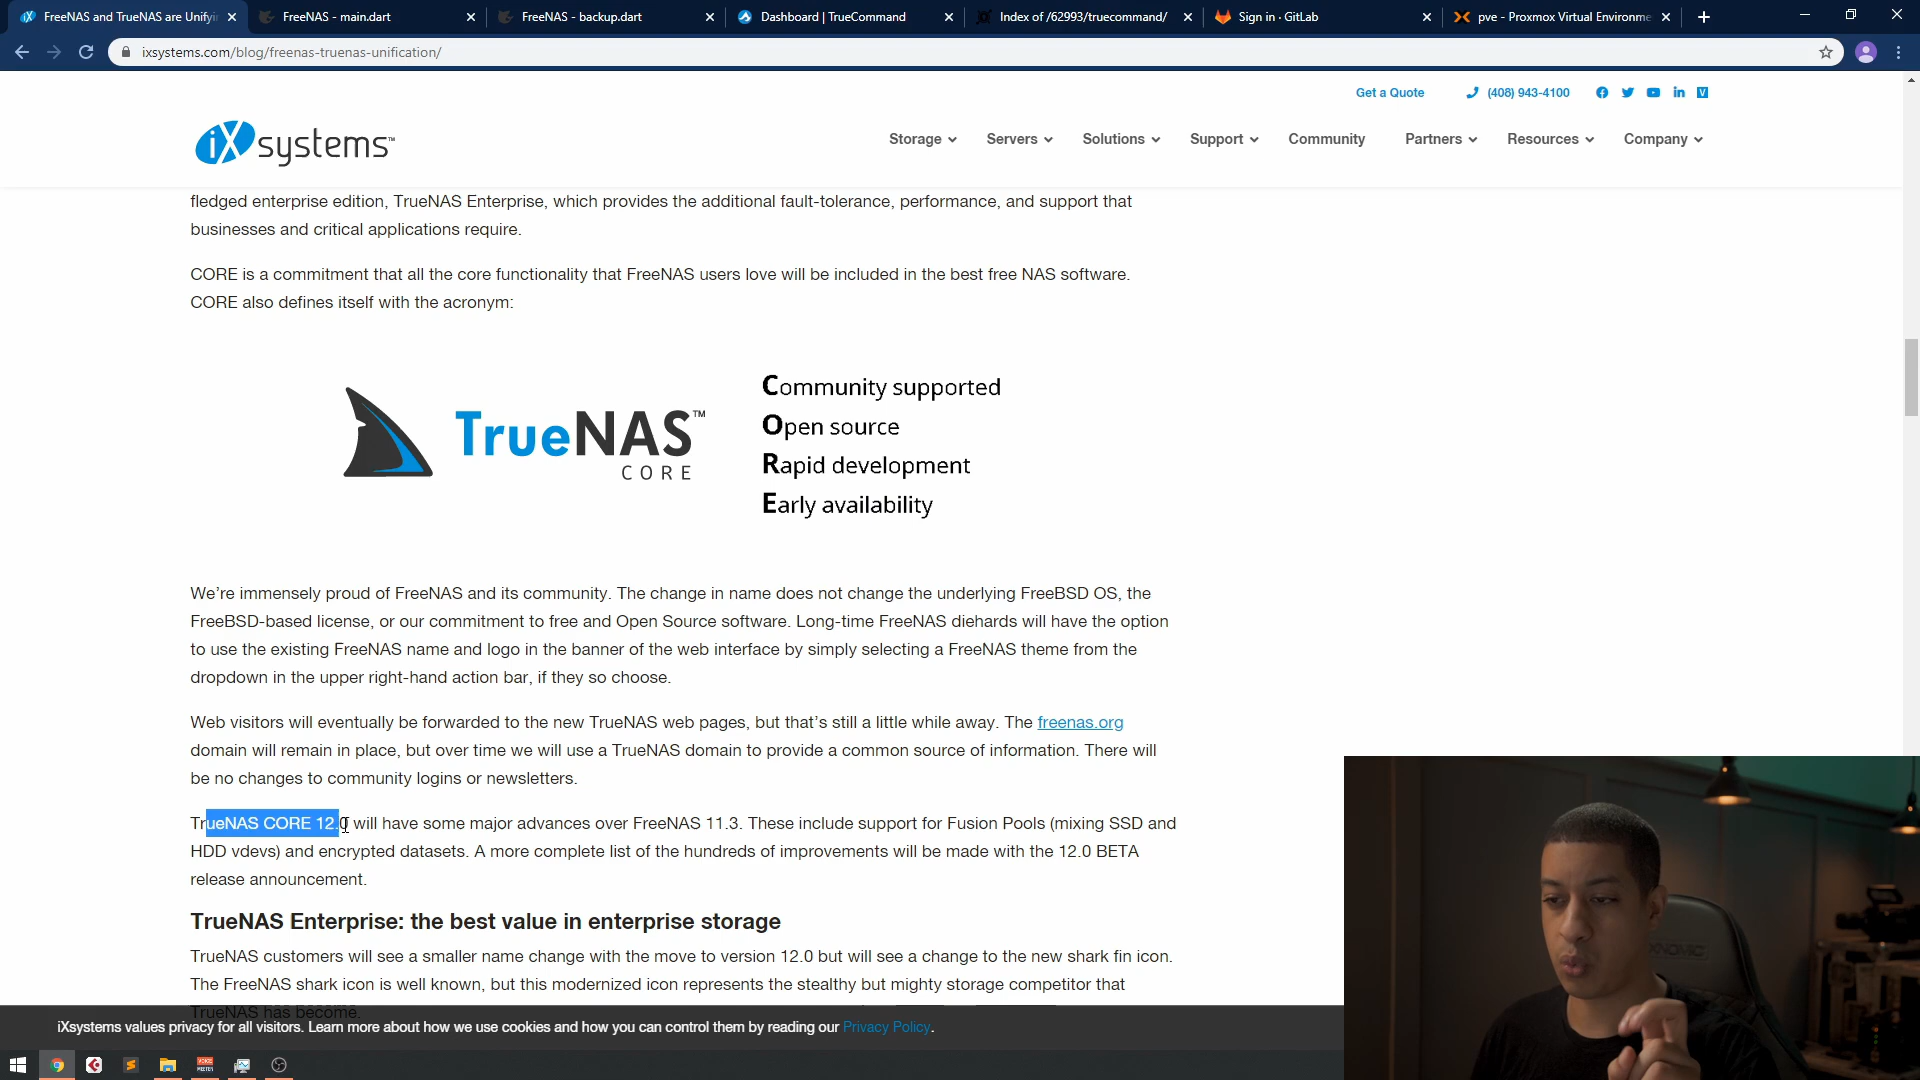 FreeNAS and TrueNAS are Unifyin
FreeNAS - main.dart
FreeNAS - backup.dart
Dashboard | TrueCommand
Index of /62993/truecommand/
Sign in · GitLab
pve - Proxmox Virtual Environme
ixsystems.com/blog/freenas-truenas-unification/
Get a Quote
(408) 943-4100
iXsystems™
Storage
Servers
Solutions
Support
Community
Partners
Resources
Company
fledged enterprise edition, TrueNAS Enterprise, which provides the additional fault-tolerance, performance, and support that
businesses and critical applications require.
CORE is a commitment that all the core functionality that FreeNAS users love will be included in the best free NAS software.
CORE also defines itself with the acronym:
TrueNAS™
CORE
Community supported
Open source
Rapid development
Early availability
We’re immensely proud of FreeNAS and its community. The change in name does not change the underlying FreeBSD OS, the
FreeBSD-based license, or our commitment to free and Open Source software. Long-time FreeNAS diehards will have the option
to use the existing FreeNAS name and logo in the banner of the web interface by simply selecting a FreeNAS theme from the
dropdown in the upper right-hand action bar, if they so choose.
Web visitors will eventually be forwarded to the new TrueNAS web pages, but that’s still a little while away. The freenas.org
domain will remain in place, but over time we will use a TrueNAS domain to provide a common source of information. There will
be no changes to community logins or newsletters.
TrueNAS CORE 12.0 will have some major advances over FreeNAS 11.3. These include support for Fusion Pools (mixing SSD and
HDD vdevs) and encrypted datasets. A more complete list of the hundreds of improvements will be made with the 12.0 BETA
release announcement.
TrueNAS Enterprise: the best value in enterprise storage
TrueNAS customers will see a smaller name change with the move to version 12.0 but will see a change to the new shark fin icon.
The FreeNAS shark icon is well known, but this modernized icon represents the stealthy but mighty storage competitor that
TrueNAS has become.
iXsystems values privacy for all visitors. Learn more about how we use cookies and how you can control them by reading our Privacy Policy.